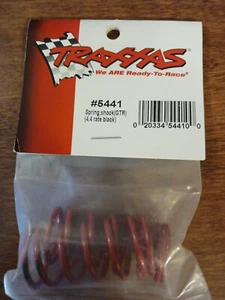 TRAXXAS
We ARE Ready-To-Race®
#5441
Spring, shock(GTR)
(4.4 rate black)
0 20334 54410 0